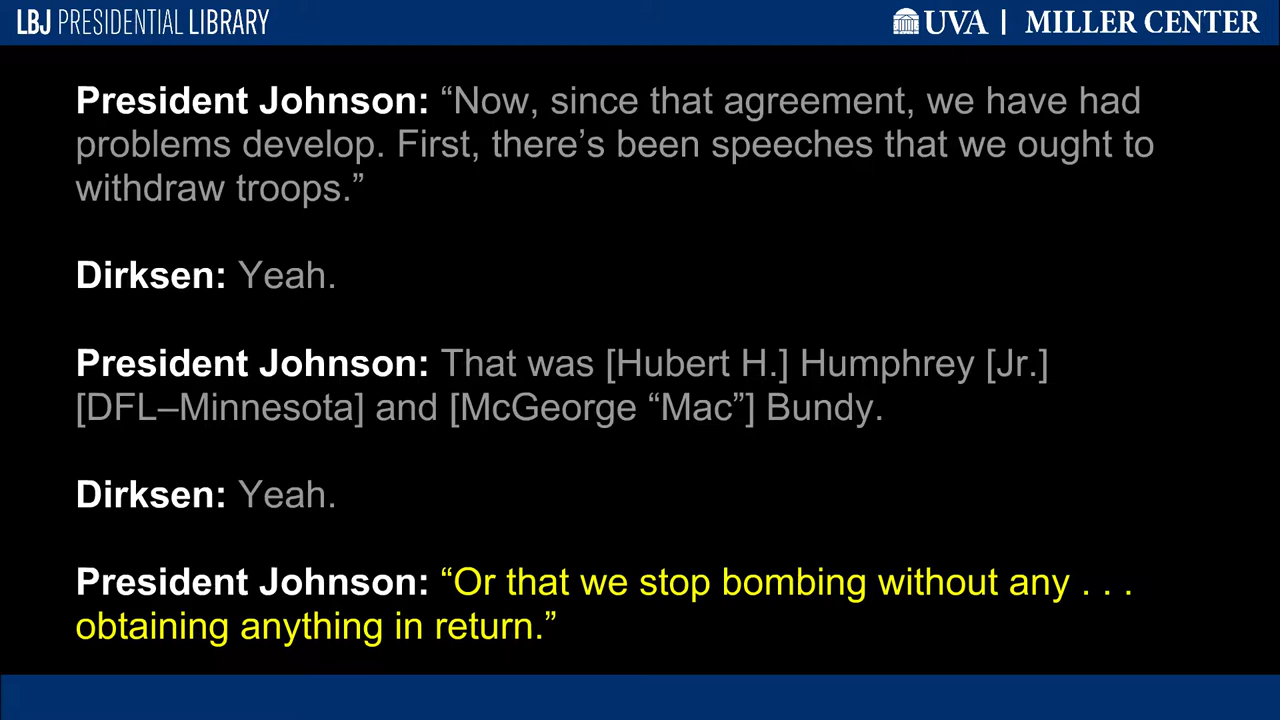 LBJ PRESIDENTIAL LIBRARY
UVA | MILLER CENTER
President Johnson: “Now, since that agreement, we have had
problems develop. First, there’s been speeches that we ought to
withdraw troops.”
Dirksen: Yeah.
President Johnson: That was [Hubert H.] Humphrey [Jr.]
[DFL–Minnesota] and [McGeorge “Mac”] Bundy.
Dirksen: Yeah.
President Johnson: “Or that we stop bombing without any . . .
obtaining anything in return.”